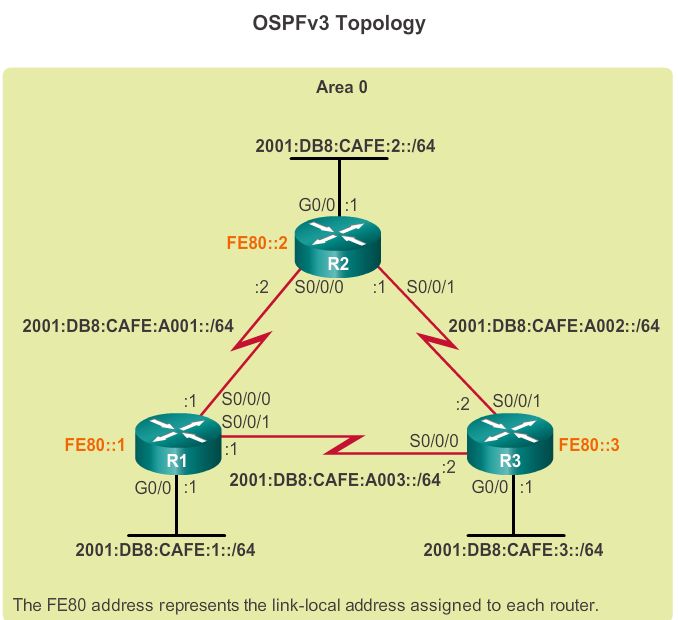 OSPFv3 Topology
Area 0
2001:DB8:CAFE:2::/64
G0/0 :1
FE80::2
R2
:2 S0/0/0 :1 S0/0/1
2001:DB8:CAFE:A001::/64 2001:DB8:CAFE:A002::/64
:1 S0/0/0 :2 S0/0/1
S0/0/1
FE80::1 R1 :1 S0/0/0 R3 FE80::3
2001:DB8:CAFE:A003::/64 :2
G0/0 :1 G0/0 :1
2001:DB8:CAFE:1::/64 2001:DB8:CAFE:3::/64
The FE80 address represents the link-local address assigned to each router.